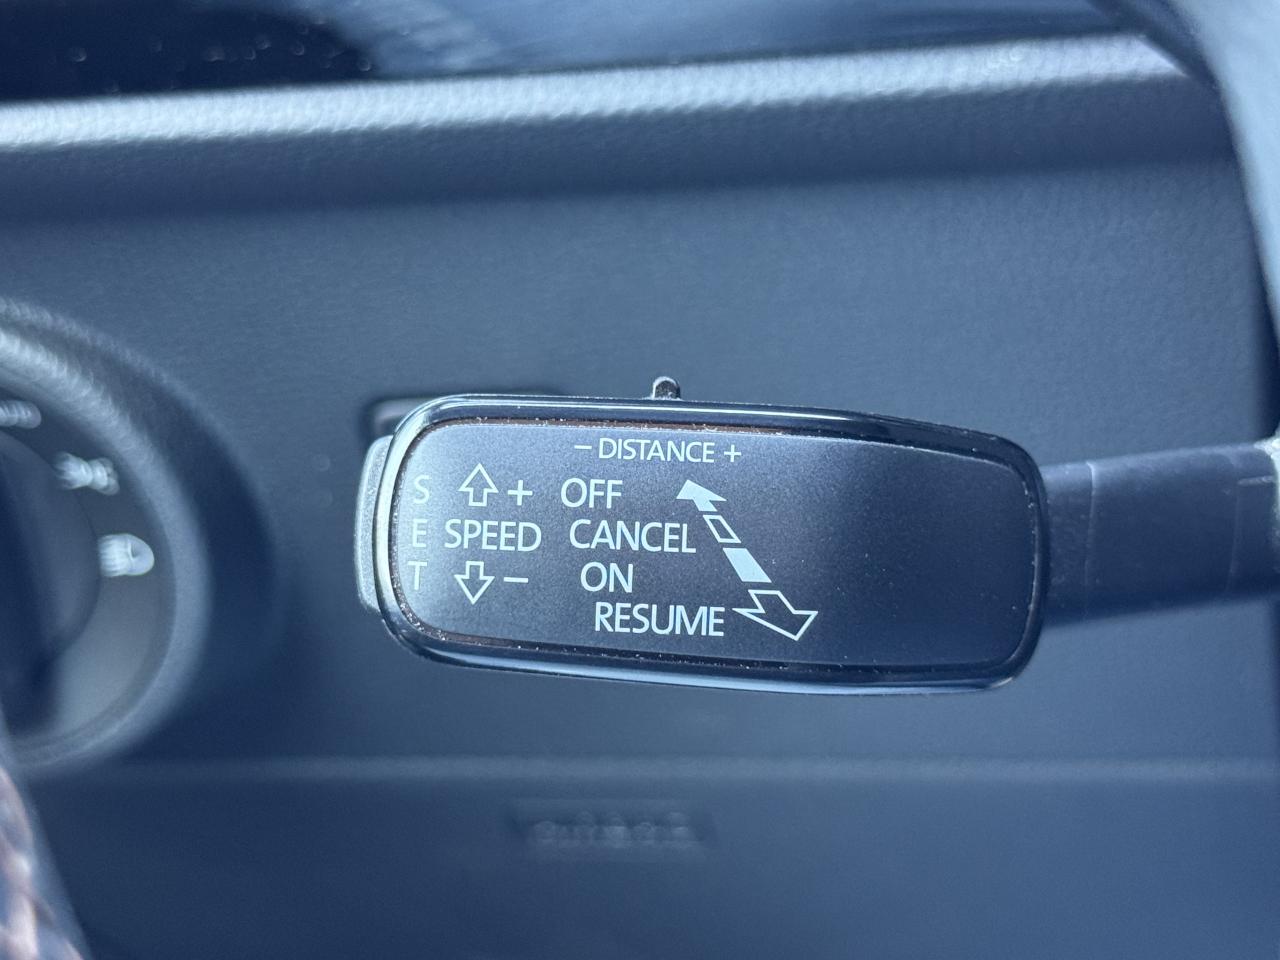 – DISTANCE +
S + OFF
E SPEED CANCEL
T – ON
RESUME